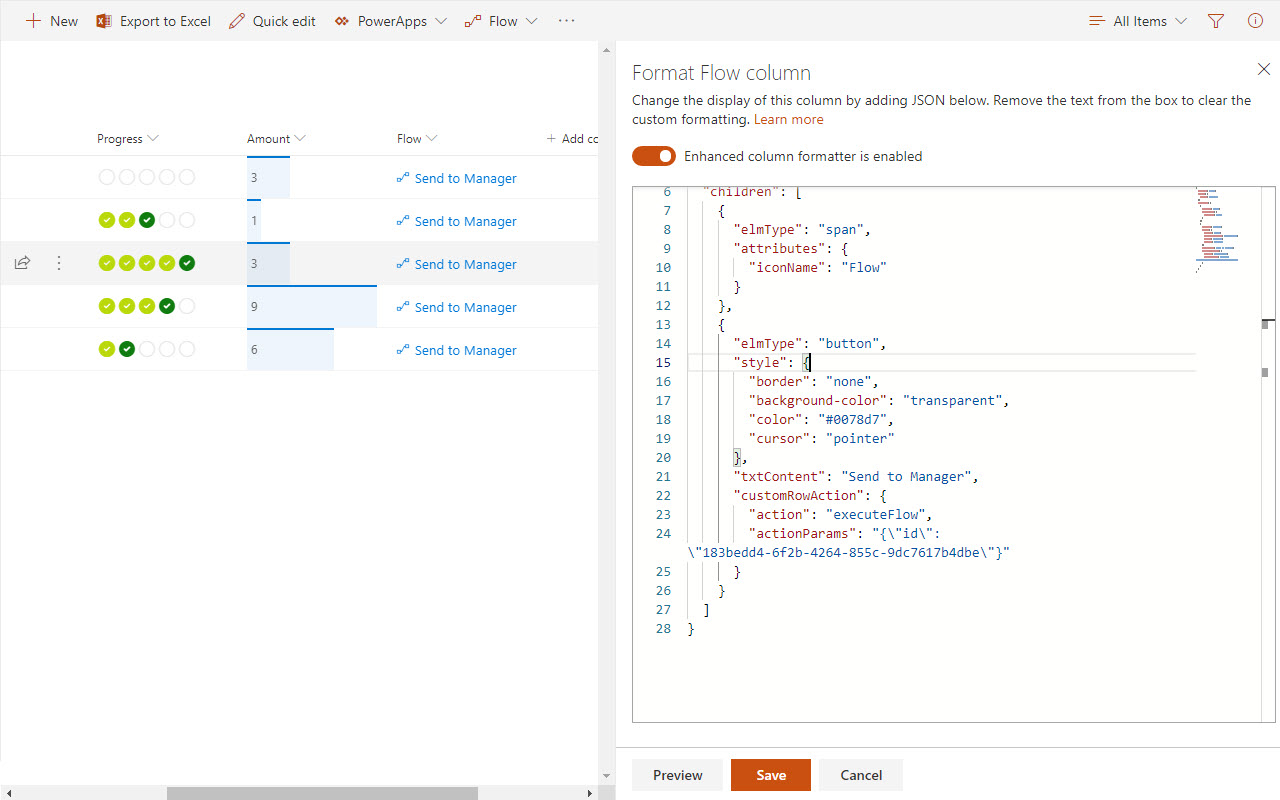 New Export to Excel Quick edit PowerApps Flow ··· All Items
Format Flow column
Change the display of this column by adding JSON below. Remove the text from the box to clear the
custom formatting. Learn more
Enhanced column formatter is enabled
Progress Amount Flow + Add co
3 Send to Manager
1 Send to Manager
3 Send to Manager
9 Send to Manager
6 Send to Manager
6 "children": [
7 {
8 "elmType": "span",
9 "attributes": {
10 "iconName": "Flow"
11 }
12 },
13 {
14 "elmType": "button",
15 "style": {
16 "border": "none",
17 "background-color": "transparent",
18 "color": "#0078d7",
19 "cursor": "pointer"
20 },
21 "txtContent": "Send to Manager",
22 "customRowAction": {
23 "action": "executeFlow",
24 "actionParams": "{\"id\":
\"183bedd4-6f2b-4264-855c-9dc7617b4dbe\"}"
25 }
26 }
27 ]
28 }
Preview Save Cancel